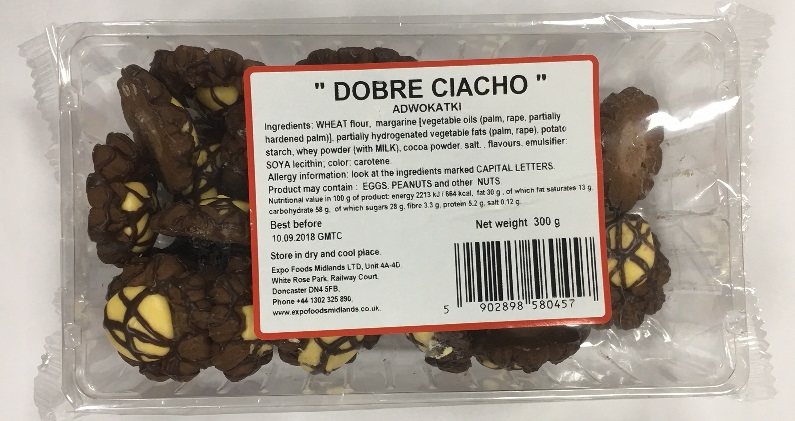 " DOBRE CIACHO "
ADWOKATKI
Ingredients: WHEAT flour, margarine [vegetable oils (palm, rape, partially
hardened palm)], partially hydrogenated vegetable fats (palm, rape), potato
starch, whey powder (with MILK), cocoa powder, salt, , flavours, emulsifier:
SOYA lecithin; color: carotene.
Allergy information: look at the ingredients marked CAPITAL LETTERS.
Product may contain : EGGS, PEANUTS and other NUTS
Nutritional value in 100 g of product: energy 2213 kJ / 664 kcal, fat 30 g , of which fat saturates 13 g,
carbohydrate 58 g, of which sugars 28 g, fibre 3.3 g, protein 5.2 g, salt 0.12 g.
Best before
10.09.2018 GMTC
Net weight 300 g
Store in dry and cool place.
Expo Foods Midlands LTD, Unit 4A-4D
White Rose Park, Railway Court,
Doncaster DN4 5FB,
Phone +44 1302 325 890,
www.expofoodsmidlands.co.uk.
5 902898 580457